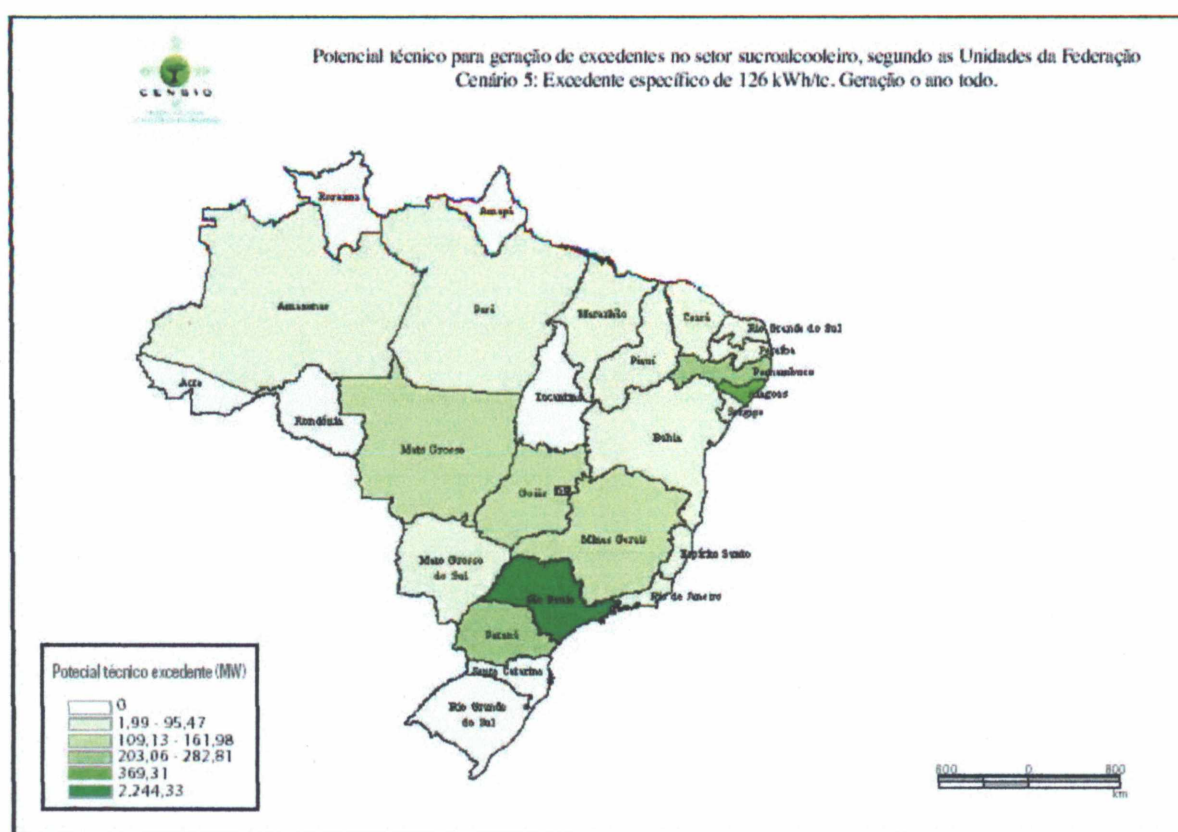 CENBIO
Potencial técnico para geração de excedentes no setor sucroalcooleiro, segundo as Unidades da Federação
Cenário 5: Excedente específico de 126 kWh/tc. Geração o ano todo.
Roraima
Amapá
Amazonas
Pará
Maranhão
Ceará
Rio Grande do Sul
Paraíba
Piauí
Pernambuco
Alagoas
Sergipe
Acre
Tocantins
Rondônia
Bahia
Mato Grosso
Goiás
DF
Minas Gerais
Espírito Santo
Mato Grosso
do Sul
São Paulo
Rio de Janeiro
Paraná
Santa Catarina
Rio Grande
do Sul
Potecial técnico excedente (MW)
0
1,99 - 95,47
109,13 - 161,98
203,06 - 282,81
369,31
2.244,33
800 0 800
km